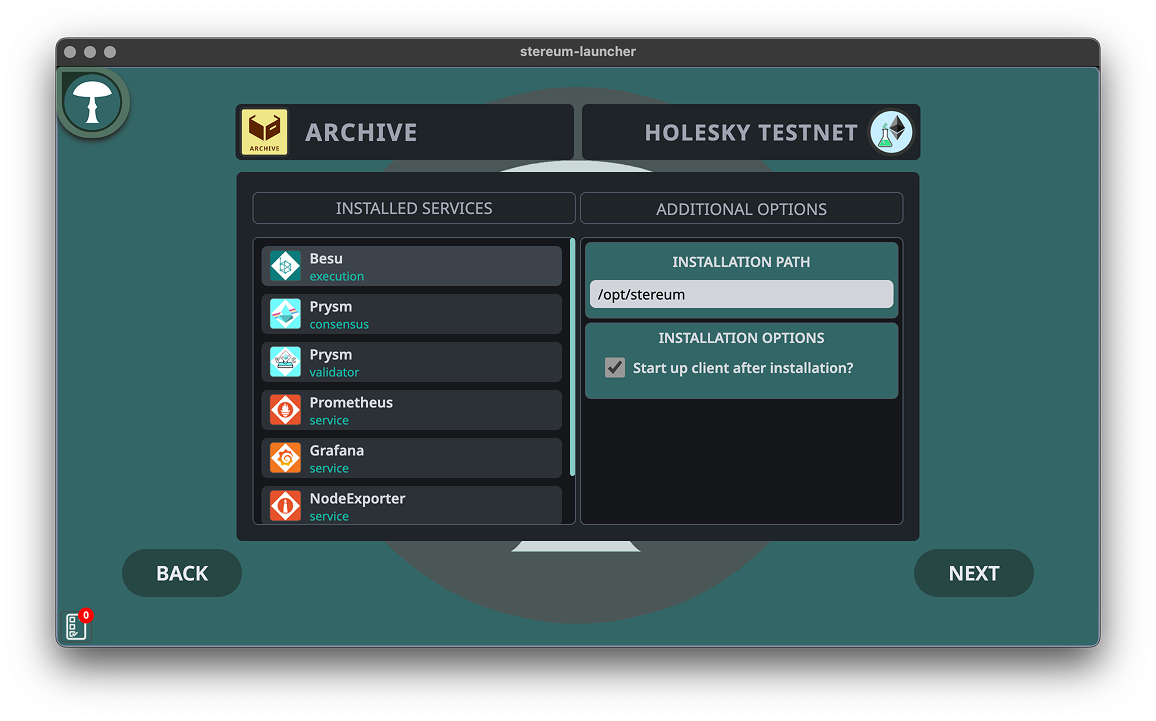 stereum-launcher
ARCHIVE
ARCHIVE
HOLESKY TESTNET
INSTALLED SERVICES
ADDITIONAL OPTIONS
Besu
execution
Prysm
consensus
Prysm
validator
Prometheus
service
Grafana
service
NodeExporter
service
INSTALLATION PATH
/opt/stereum
INSTALLATION OPTIONS
Start up client after installation?
BACK
NEXT
0